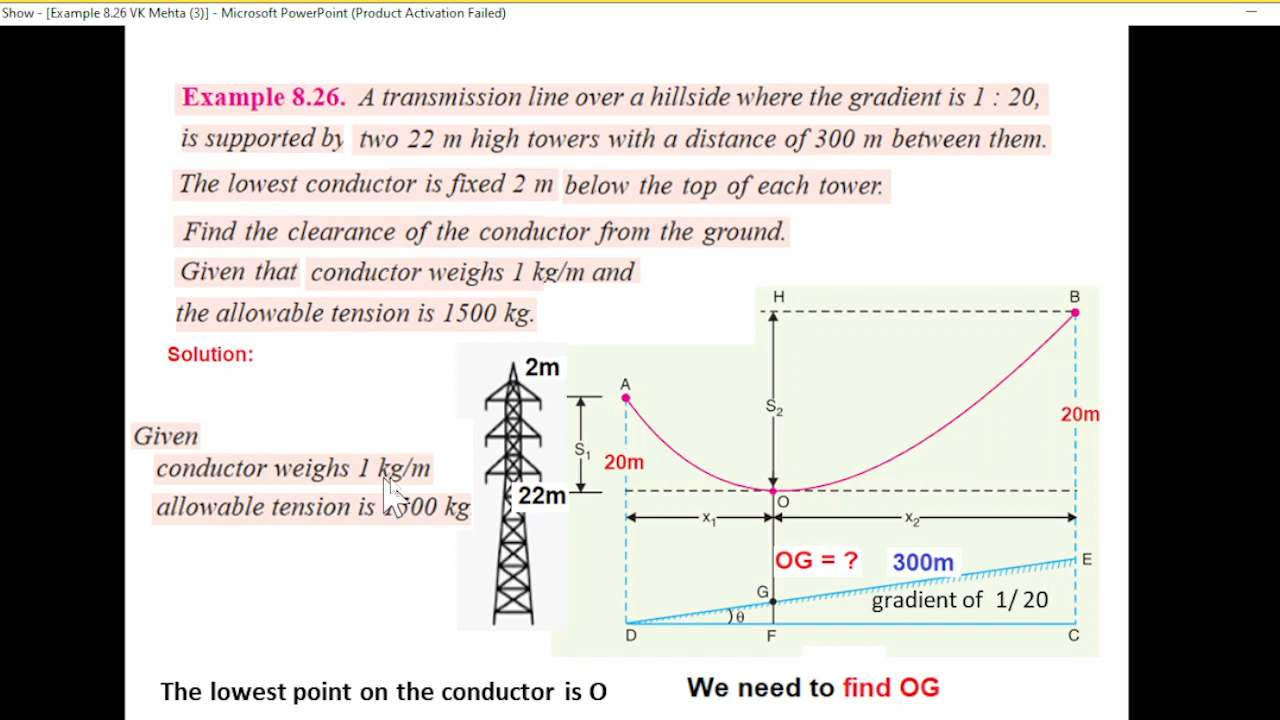 Show - [Example 8.26 VK Mehta (3)] - Microsoft PowerPoint (Product Activation Failed)
Example 8.26. A transmission line over a hillside where the gradient is 1 : 20,
is supported by two 22 m high towers with a distance of 300 m between them.
The lowest conductor is fixed 2 m below the top of each tower.
Find the clearance of the conductor from the ground.
Given that conductor weighs 1 kg/m and
the allowable tension is 1500 kg.
Solution:
Given
conductor weighs 1 kg/m
allowable tension is 1500 kg
2m
22m
H
B
A
S₂
20m
S₁
20m
O
x₁
x₂
OG = ?
300m
E
G
gradient of 1/ 20
θ
D
F
C
The lowest point on the conductor is O
We need to find OG